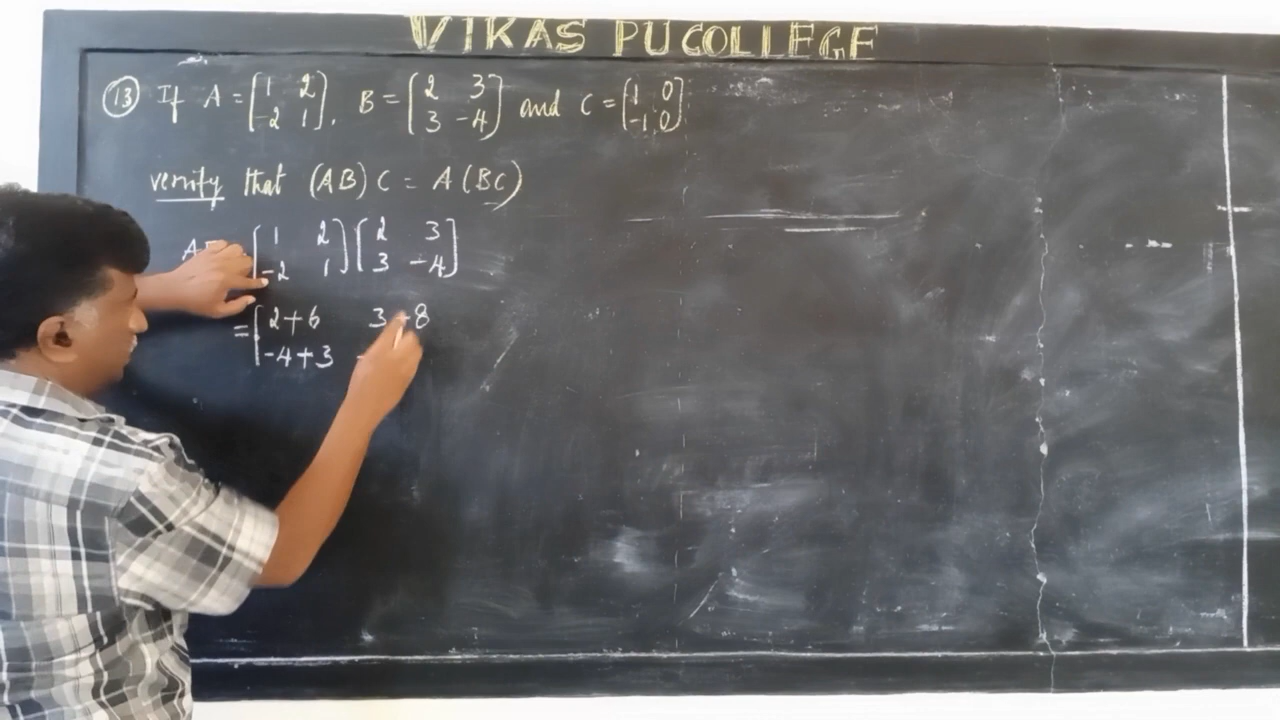 VIKAS PU COLLEGE
(13) If A = [1 2; -2 1], B = [2 3; 3 -4] and C = [1 0; -1 0]
verify that (AB)C = A(BC)
[1 2; -2 1] [2 3; 3 -4]
= [2+6 3-8; -4+3